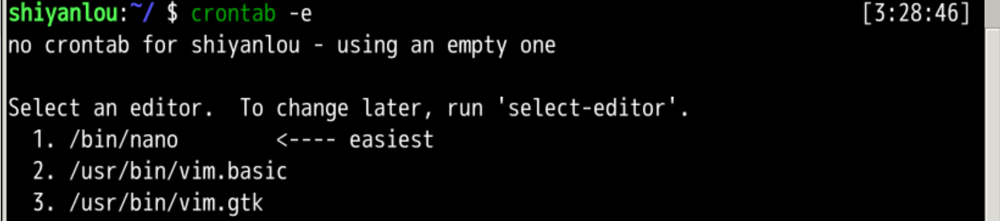 shiyanlou:~/ $ crontab -e [3:28:46]
no crontab for shiyanlou - using an empty one
Select an editor.  To change later, run 'select-editor'.
  1. /bin/nano        <---- easiest
  2. /usr/bin/vim.basic
  3. /usr/bin/vim.gtk